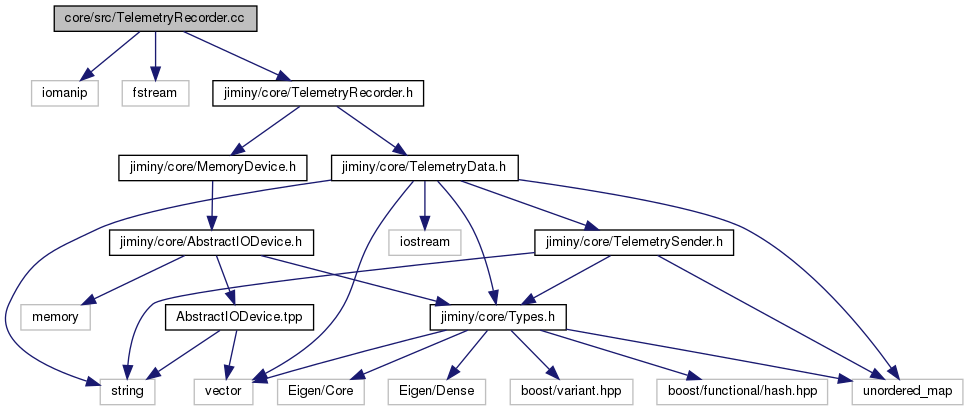 core/src/TelemetryRecorder.cc
iomanip
fstream
jiminy/core/TelemetryRecorder.h
jiminy/core/MemoryDevice.h
jiminy/core/TelemetryData.h
jiminy/core/AbstractIODevice.h
iostream
jiminy/core/TelemetrySender.h
memory
AbstractIODevice.tpp
jiminy/core/Types.h
string
vector
Eigen/Core
Eigen/Dense
boost/variant.hpp
boost/functional/hash.hpp
unordered_map